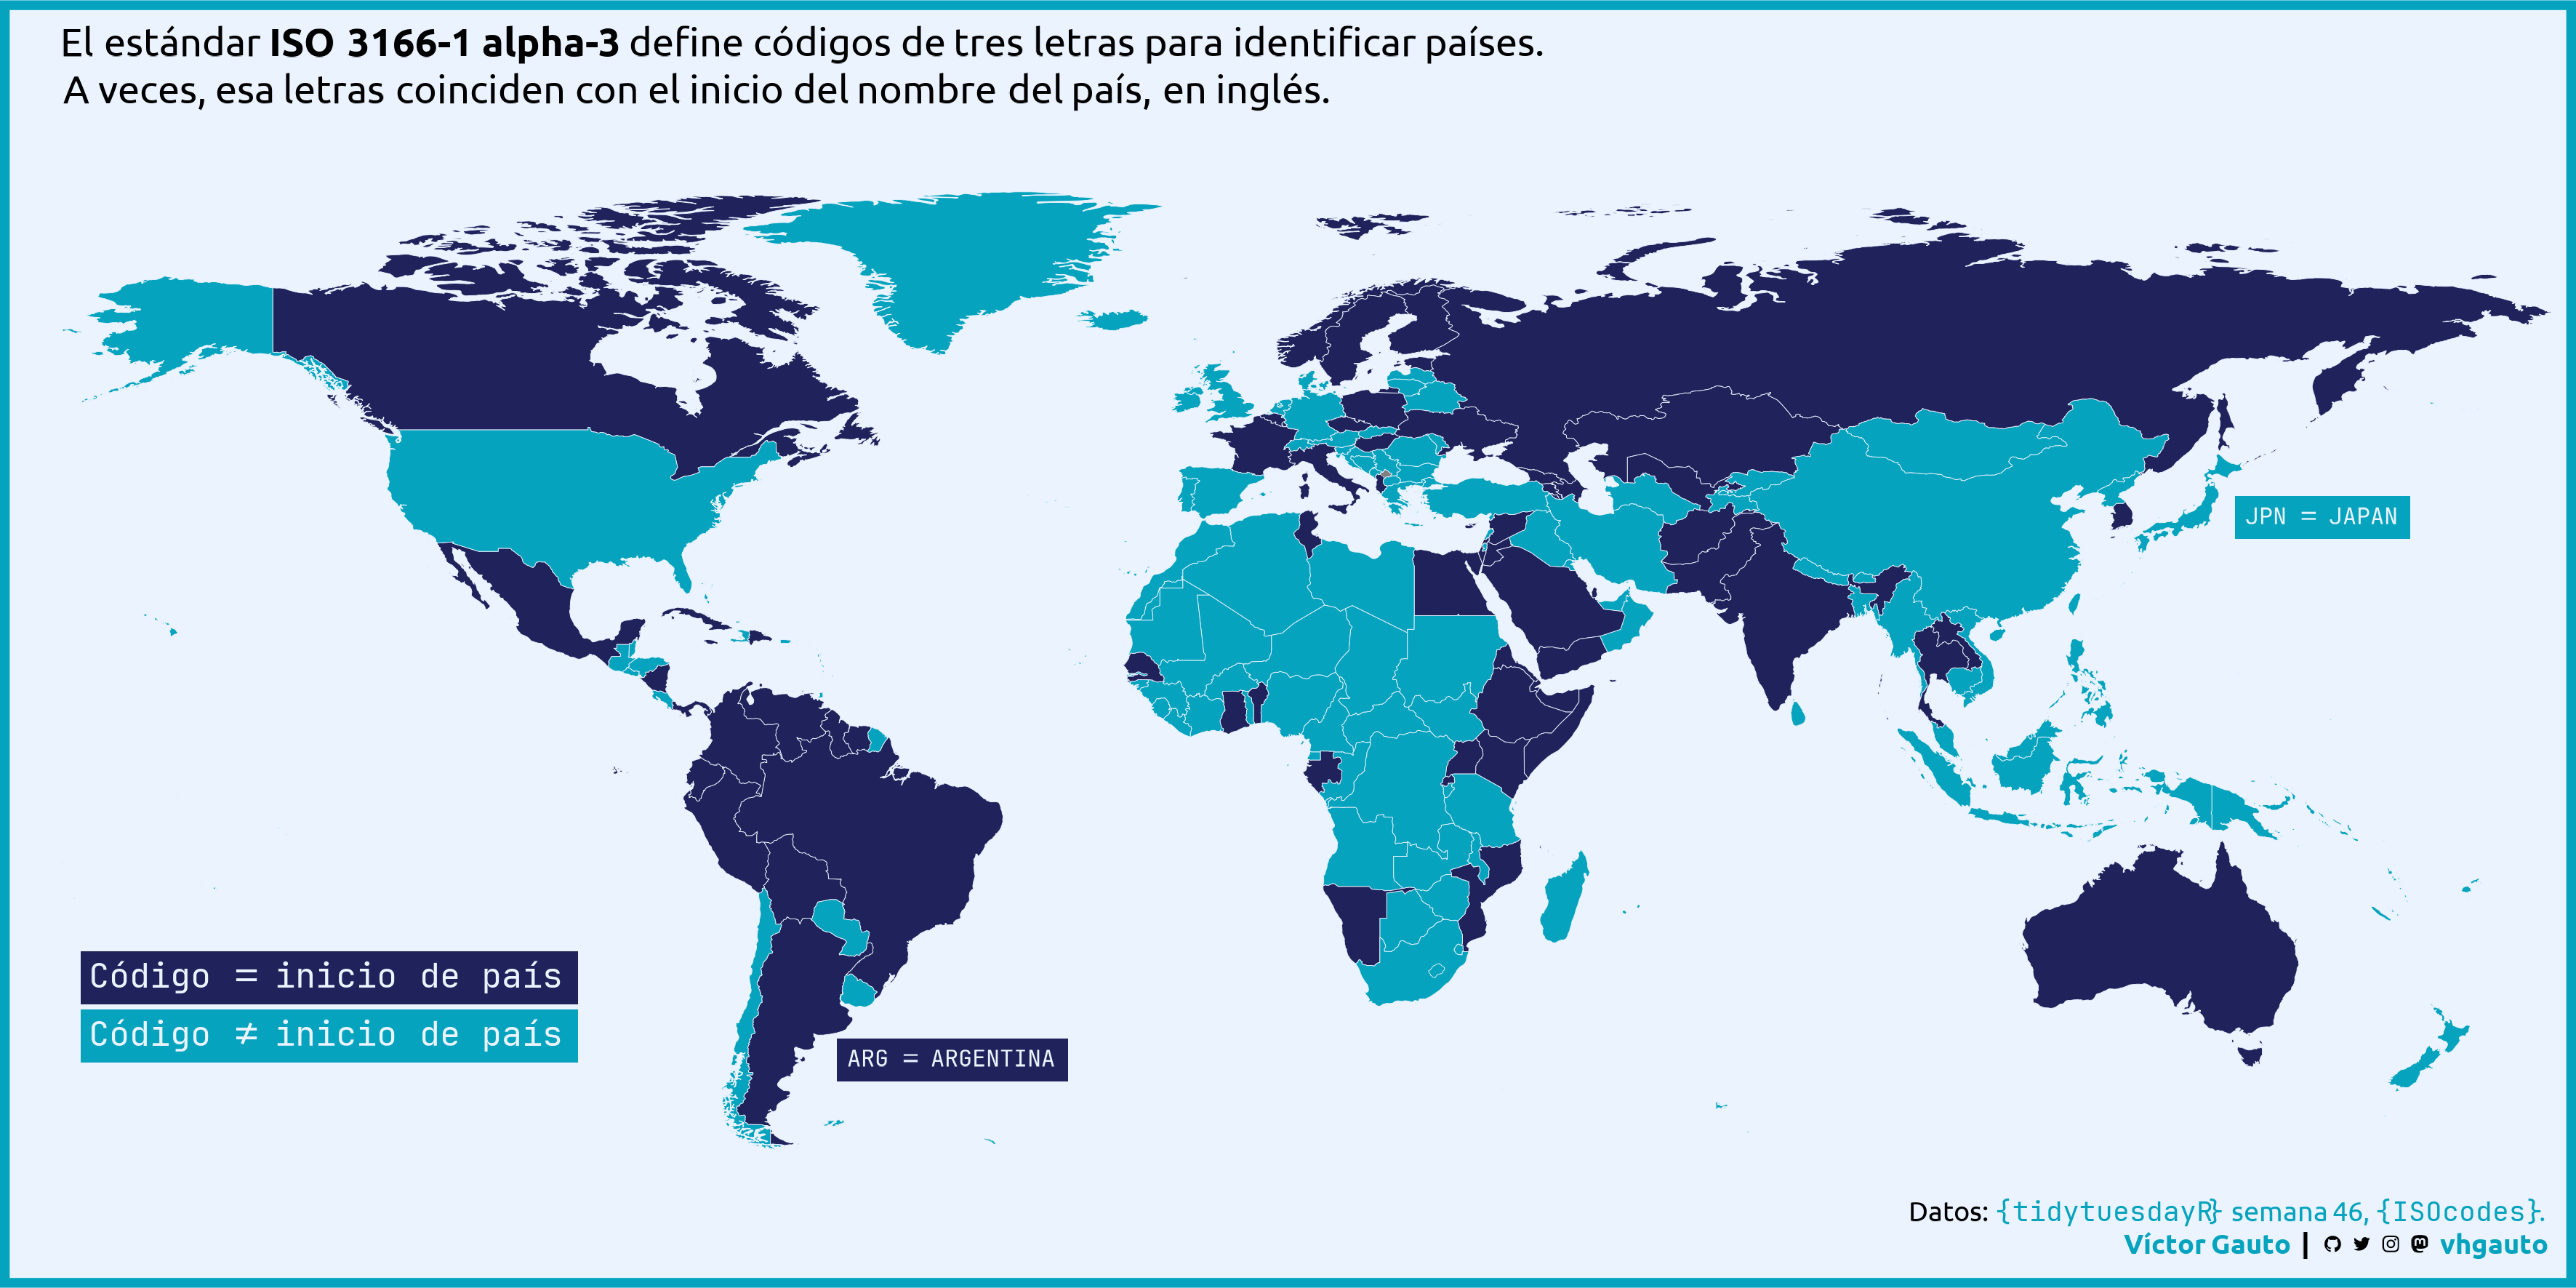 El estándar ISO 3166-1 alpha-3 define códigos de tres letras para identificar países.
A veces, esa letras coinciden con el inicio del nombre del país, en inglés.
JPN = JAPAN
Código = inicio de país
Código ≠ inicio de país
ARG = ARGENTINA
Datos: {tidytuesdayR} semana 46, {ISOcodes}.
Víctor Gauto | vhgauto